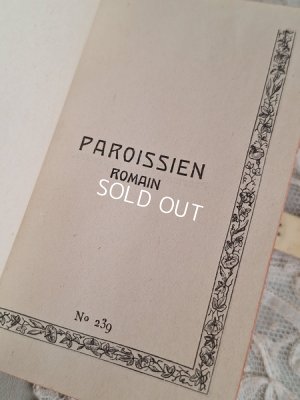 PAROISSIEN
ROMAIN
SOLD OUT
No 239